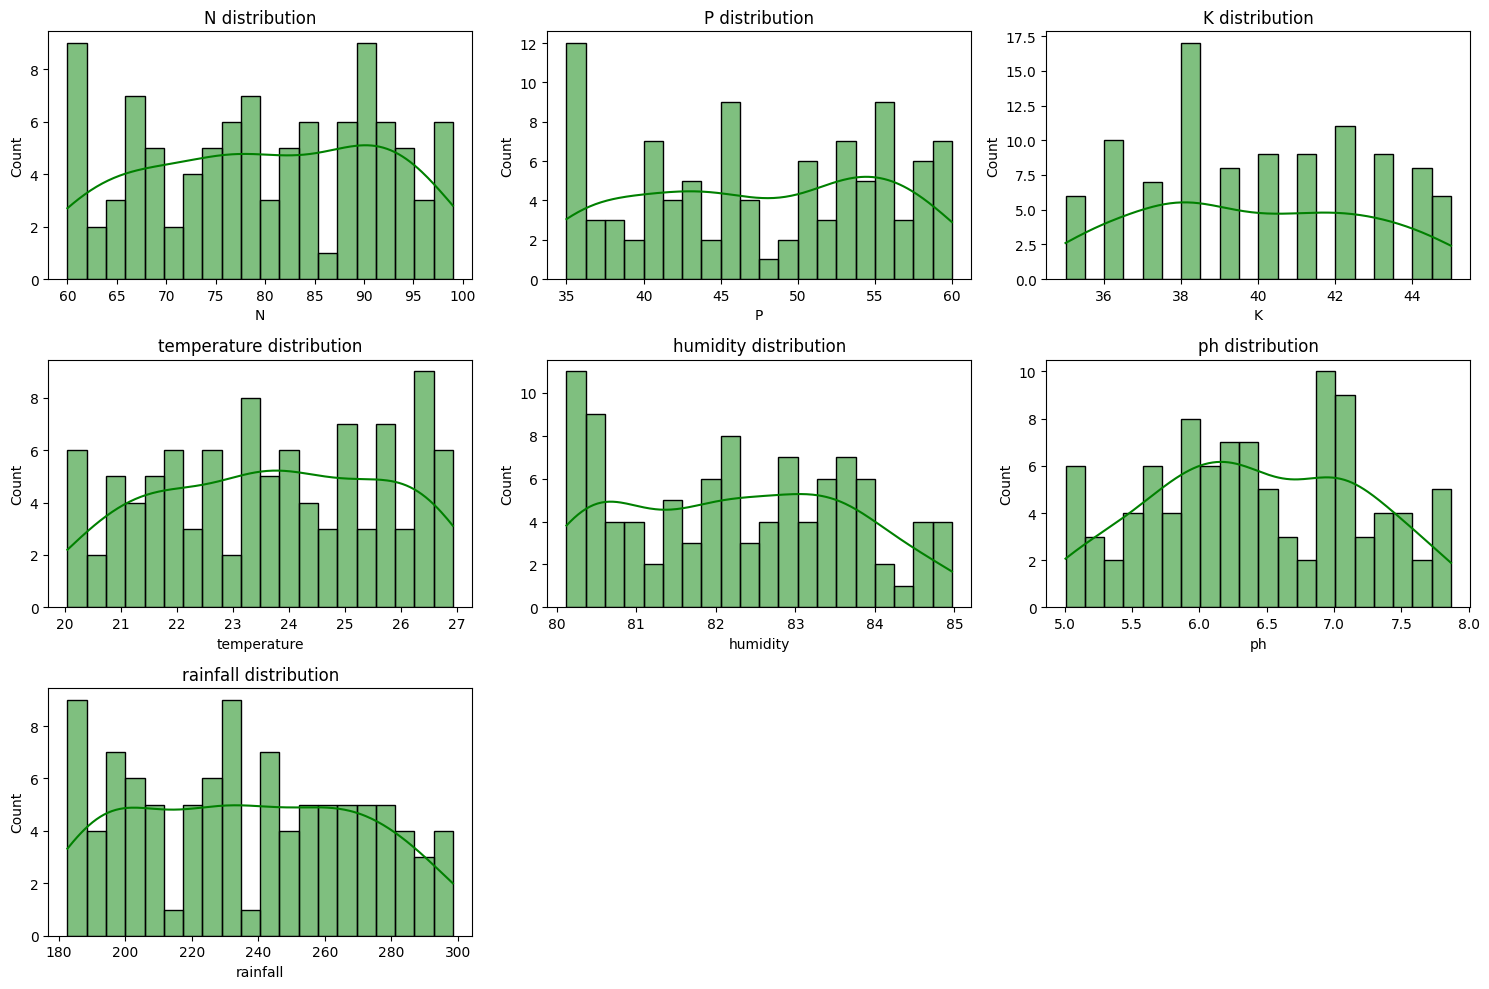 N distribution
P distribution
K distribution
Count
8
6
4
2
0
60 65 70 75 80 85 90 95 100
N
Count
12
10
8
6
4
2
0
35 40 45 50 55 60
P
Count
17.5
15.0
12.5
10.0
7.5
5.0
2.5
0.0
36 38 40 42 44
K
temperature distribution
humidity distribution
ph distribution
Count
8
6
4
2
0
20 21 22 23 24 25 26 27
temperature
Count
10
8
6
4
2
0
80 81 82 83 84 85
humidity
Count
10
8
6
4
2
0
5.0 5.5 6.0 6.5 7.0 7.5 8.0
ph
rainfall distribution
Count
8
6
4
2
0
180 200 220 240 260 280 300
rainfall